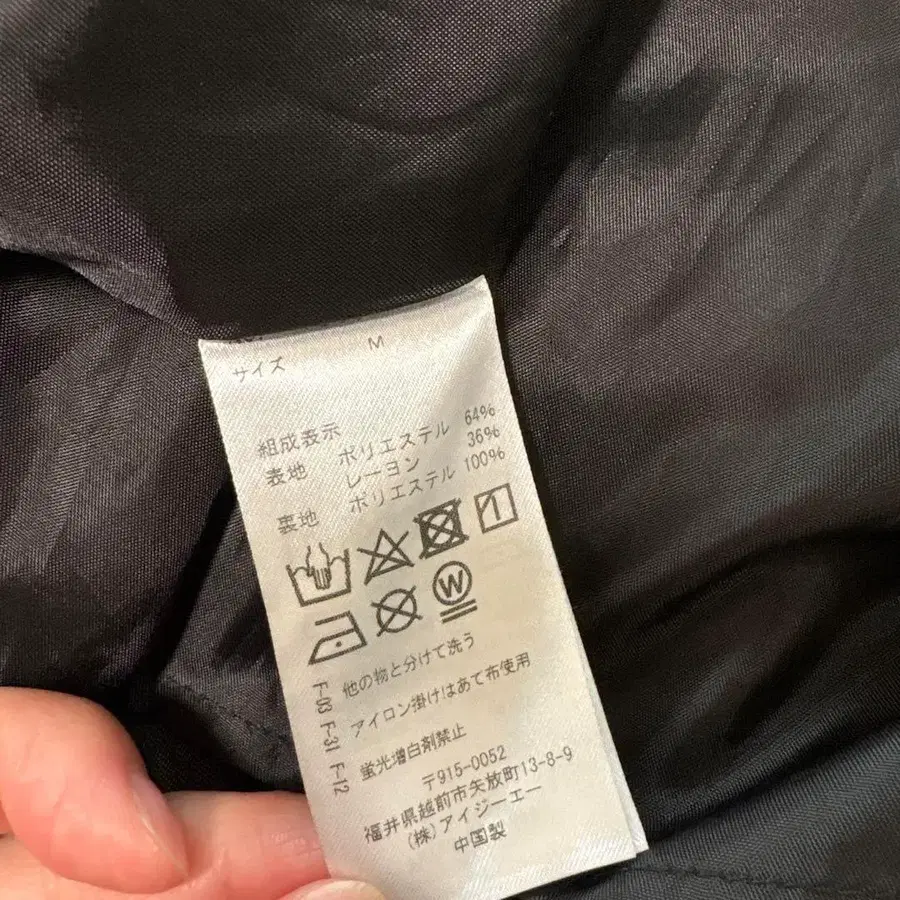 サイズ M
組成表示
表地 ポリエステル 64%
レーヨン 36%
裏地 ポリエステル 100%
W
他の物と分けて洗う
アイロン掛けはあて布使用
蛍光増白剤禁止
F-03 F-31 F-12
〒915-0052
福井県越前市矢放町13-8-9
(株)アイジーエー
中国製